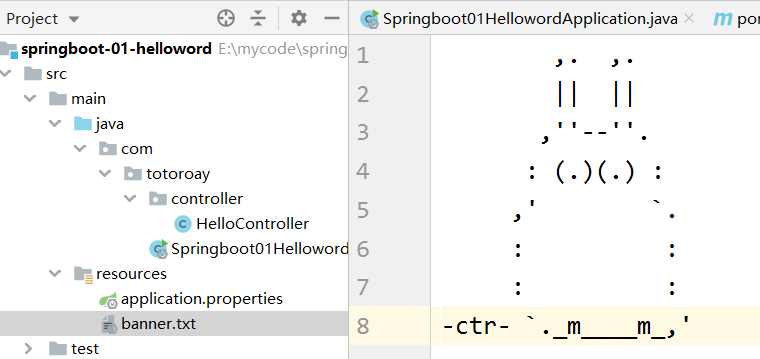 Project
springboot-01-helloword E:\mycode\spring
src
main
java
com
totoroay
controller
HelloController
Springboot01Helloword
resources
application.properties
banner.txt
test
Springboot01HellowordApplication.java
m por
1         ,.  ,.
2         ||  ||
3        ,''--''.
4       : (.)(.) :
5      ,'        `.
6      :          :
7      :          :
8 -ctr- `._m____m_,'